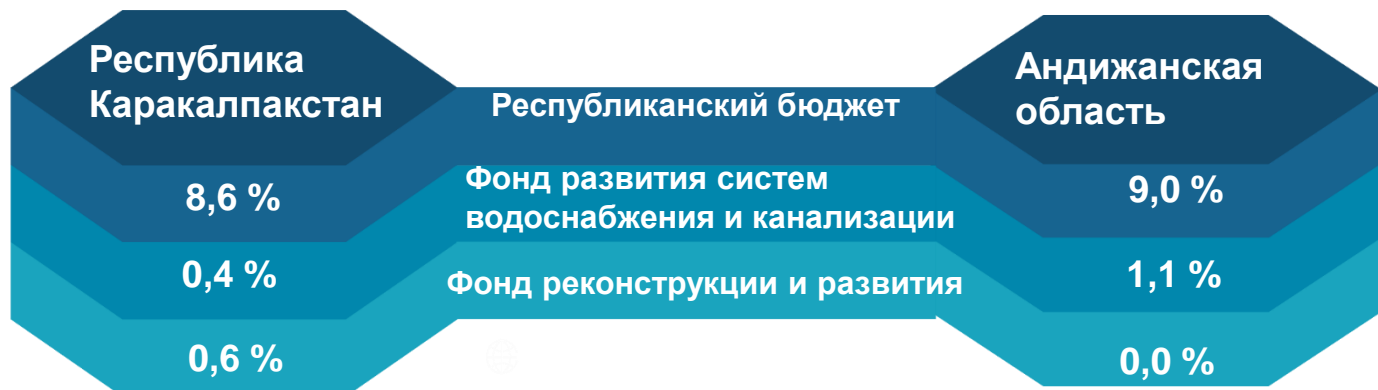 Республика
Каракалпакстан
Андижанская
область
Республиканский бюджет
8,6 %
9,0 %
Фонд развития систем
водоснабжения и канализации
0,4 %
1,1 %
Фонд реконструкции и развития
0,6 %
0,0 %